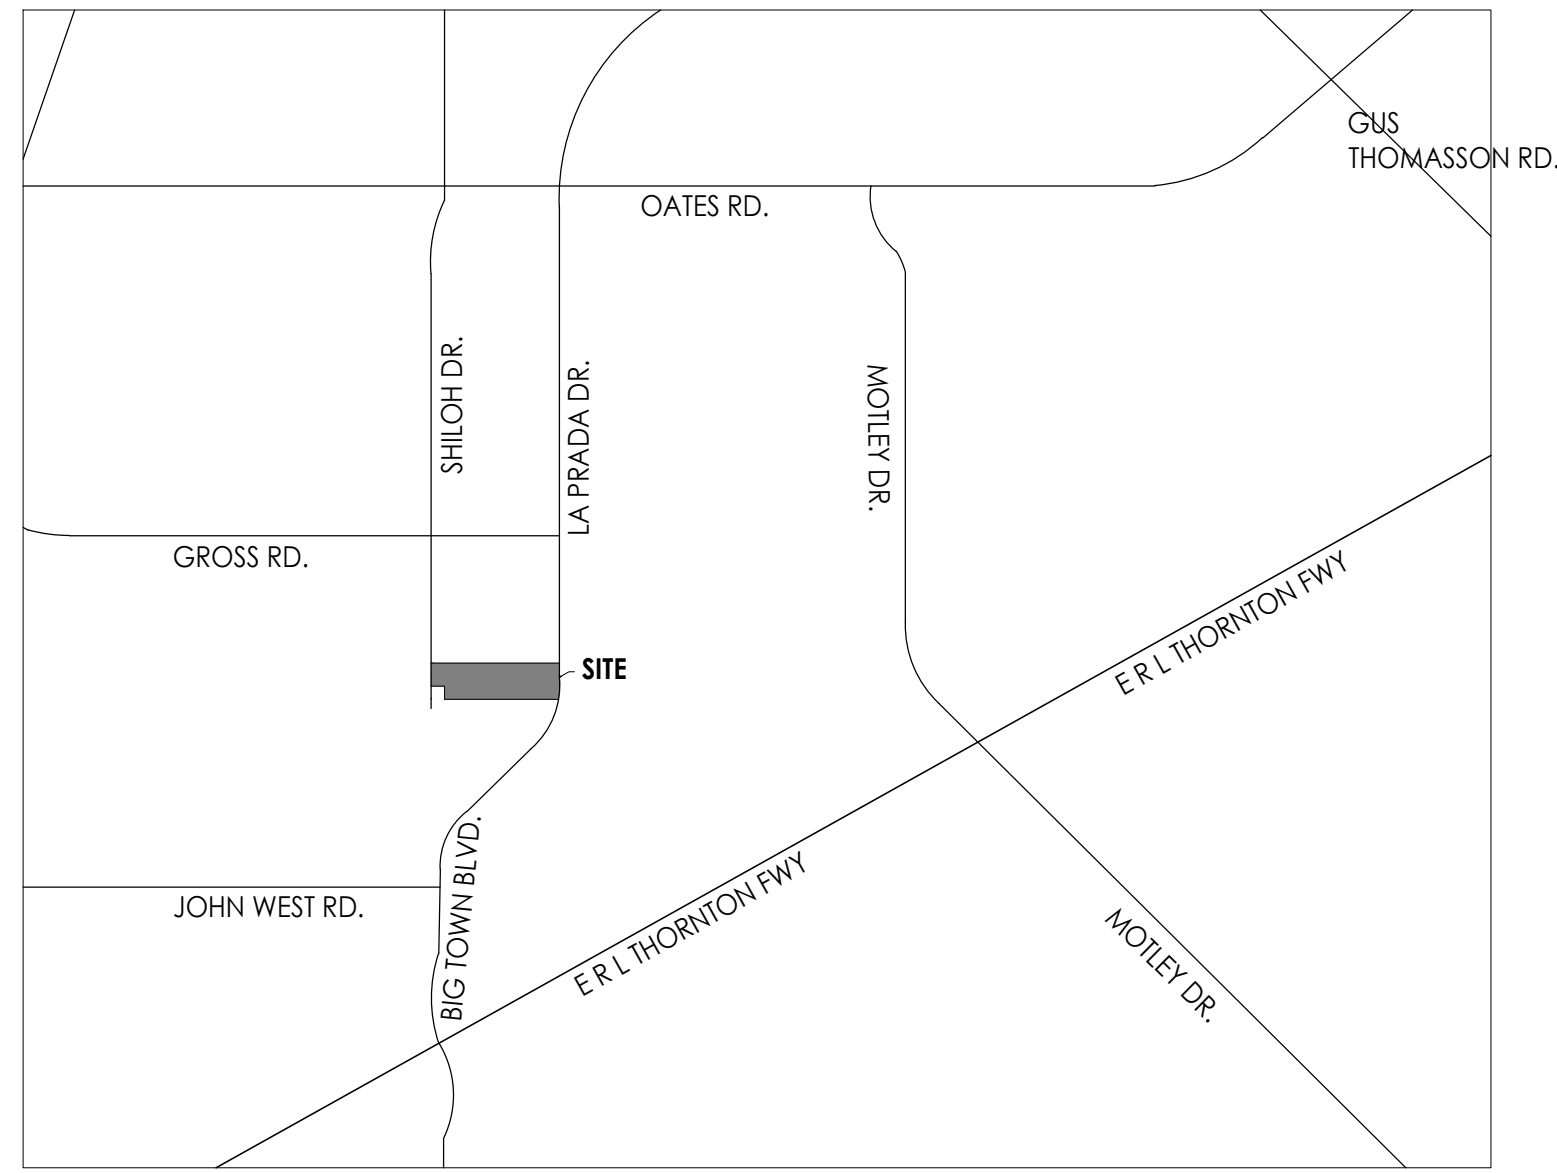 GUS
THOMASSON RD.
OATES RD.
SHILOH DR.
LA PRADA DR.
MOTLEY DR.
GROSS RD.
E R L THORNTON FWY
SITE
BIG TOWN BLVD.
E R L THORNTON FWY
JOHN WEST RD.
MOTLEY DR.